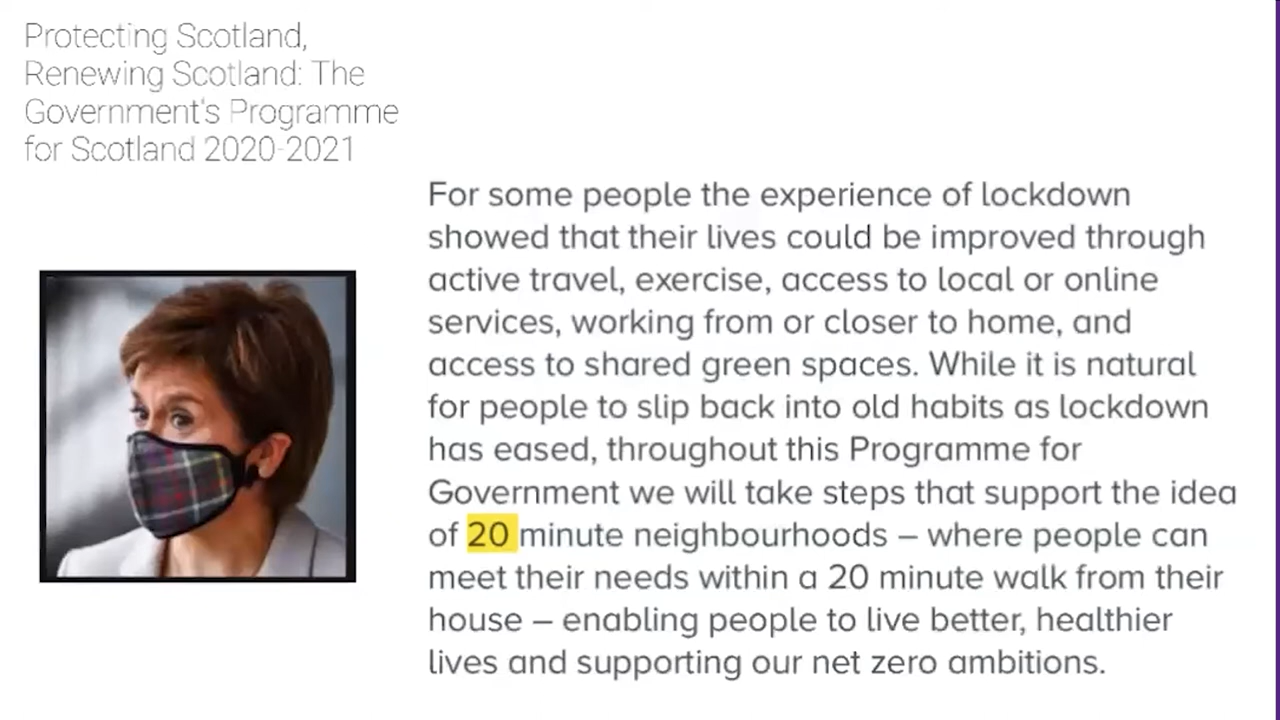 Protecting Scotland,
Renewing Scotland: The
Government's Programme
for Scotland 2020-2021
For some people the experience of lockdown
showed that their lives could be improved through
active travel, exercise, access to local or online
services, working from or closer to home, and
access to shared green spaces. While it is natural
for people to slip back into old habits as lockdown
has eased, throughout this Programme for
Government we will take steps that support the idea
of 20 minute neighbourhoods – where people can
meet their needs within a 20 minute walk from their
house – enabling people to live better, healthier
lives and supporting our net zero ambitions.